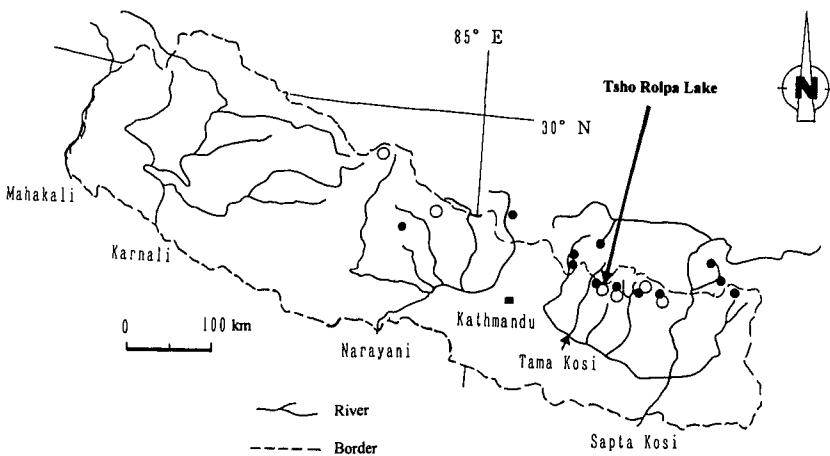 85° E
Tsho Rolpa Lake
N
30° N
Mahakali
Karnali
0 100 km
Kathmandu
Narayani
Tama Kosi
River
Sapta Kosi
Border